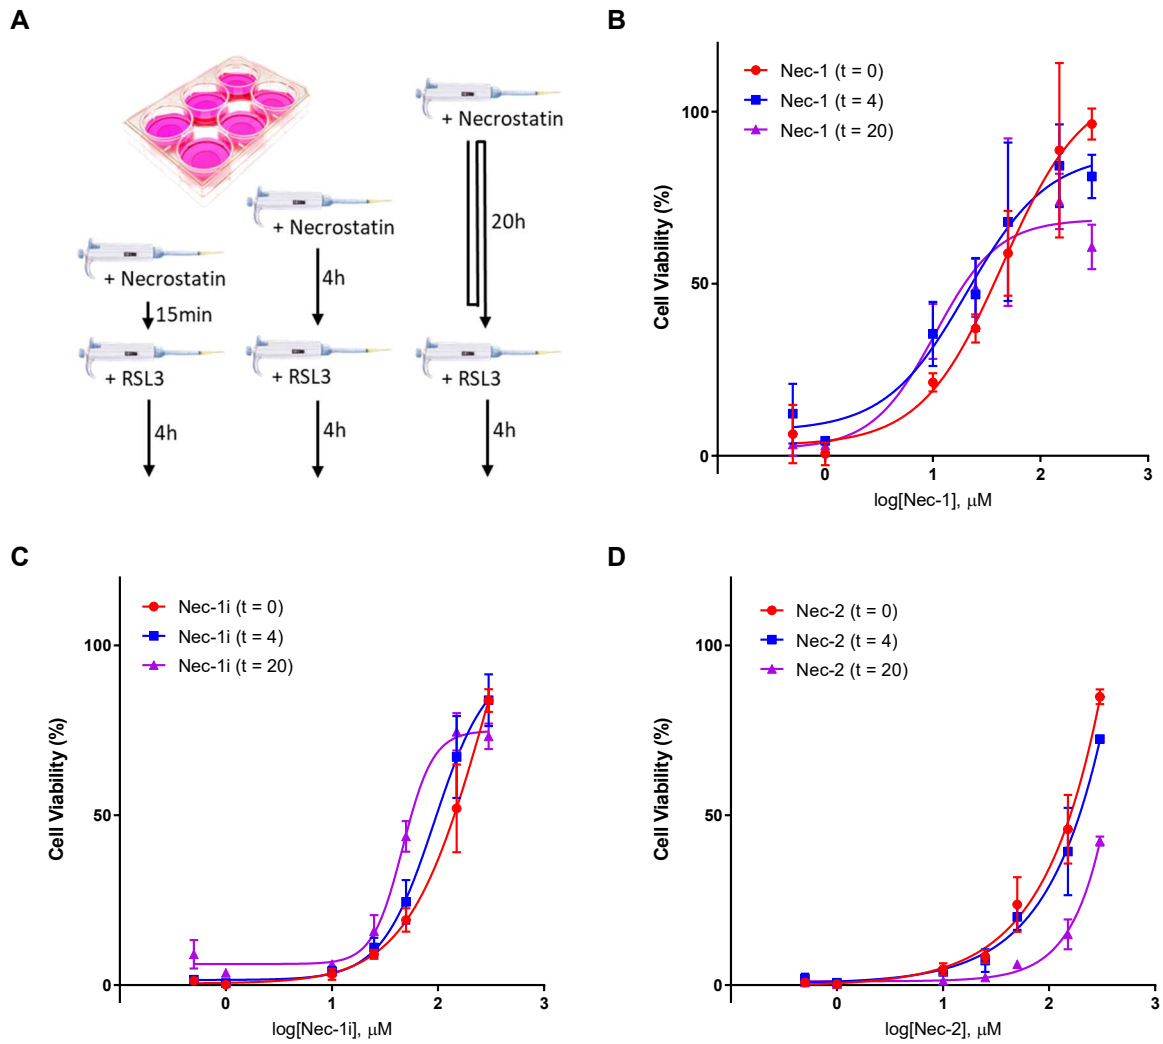 A
+ Necrostatin
20h
+ Necrostatin
4h
+ Necrostatin
15min
+ RSL3
+ RSL3
+ RSL3
4h
4h
4h
B
Nec-1 (t = 0)
Nec-1 (t = 4)
Nec-1 (t = 20)
Cell Viability (%)
100
50
0
0
1
2
3
log[Nec-1], μM
C
Nec-1i (t = 0)
Nec-1i (t = 4)
Nec-1i (t = 20)
Cell Viability (%)
100
50
0
0
1
2
3
log[Nec-1i], μM
D
Nec-2 (t = 0)
Nec-2 (t = 4)
Nec-2 (t = 20)
Cell Viability (%)
100
50
0
0
1
2
3
log[Nec-2], μM